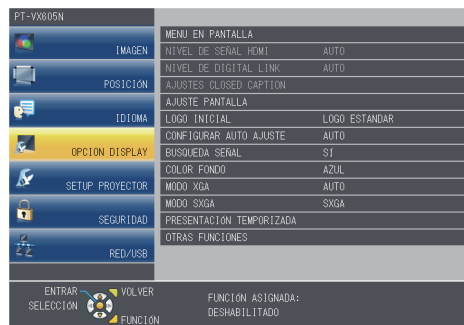 PT-VX605N
IMAGEN
POSICIÓN
IDIOMA
OPCION DISPLAY
SETUP PROYECTOR
SEGURIDAD
RED/USB
MENU EN PANTALLA
NIVEL DE SEÑAL HDMI AUTO
NIVEL DE DIGITAL LINK AUTO
AJUSTES CLOSED CAPTION
AJUSTE PANTALLA
LOGO INICIAL LOGO ESTANDAR
CONFIGURAR AUTO AJUSTE AUTO
BUSQUEDA SEÑAL SÍ
COLOR FONDO AZUL
MODO XGA AUTO
MODO SXGA SXGA
PRESENTACIÓN TEMPORIZADA
OTRAS FUNCIONES
ENTRAR VOLVER
SELECCIÓN
FUNCIÓN
FUNCIÓN ASIGNADA:
DESHABILITADO